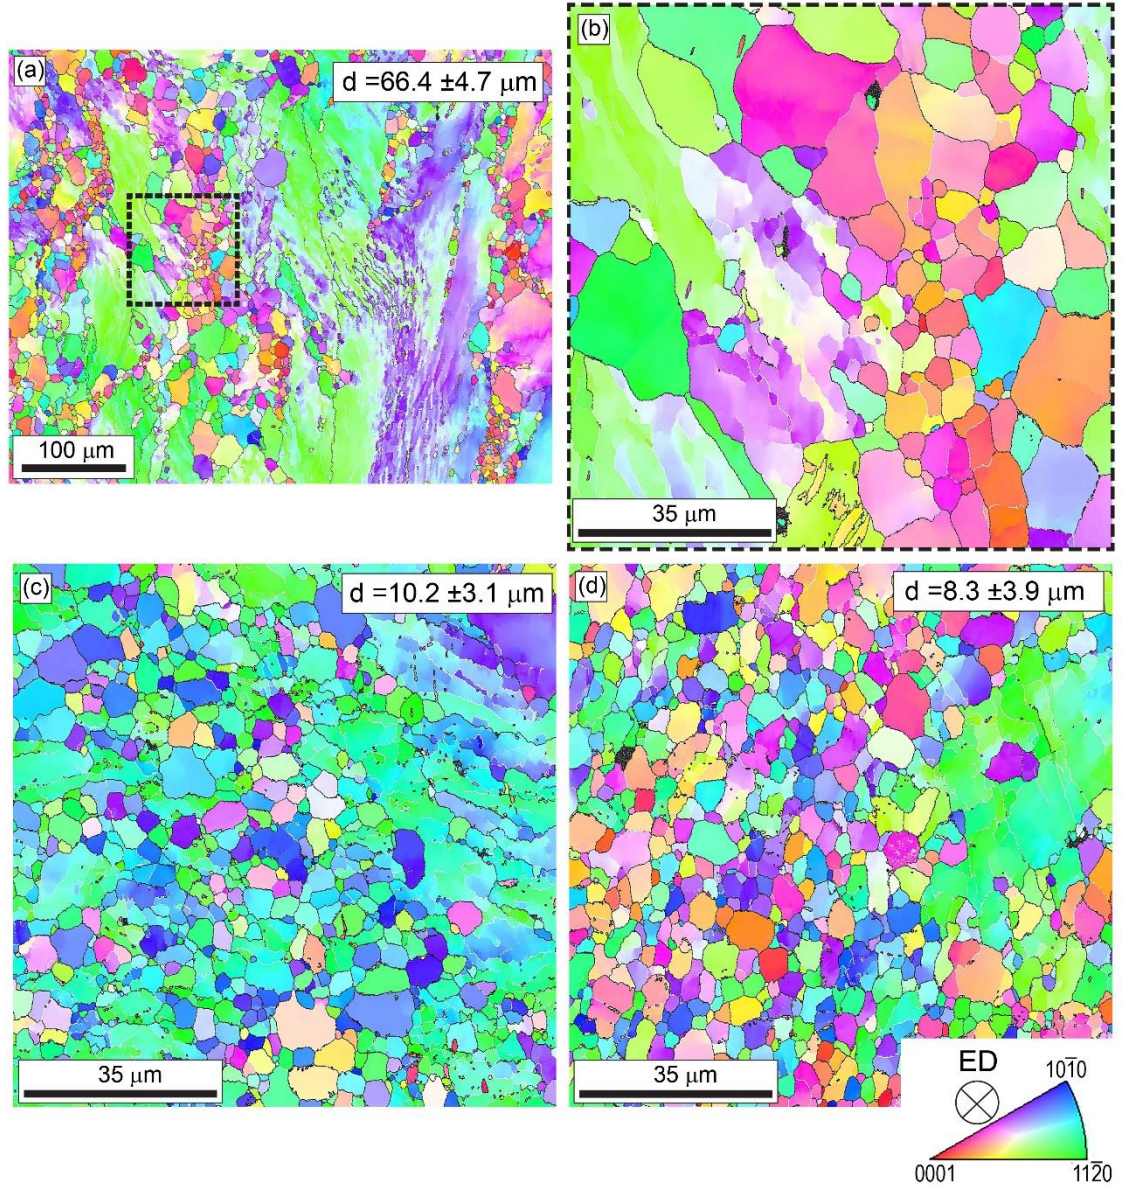 (a)
d =66.4 ±4.7 μm
100 μm
(b)
35 μm
(c)
d =10.2 ±3.1 μm
35 μm
(d)
d =8.3 ±3.9 μm
35 μm
ED
101̄0
0001
112̄0